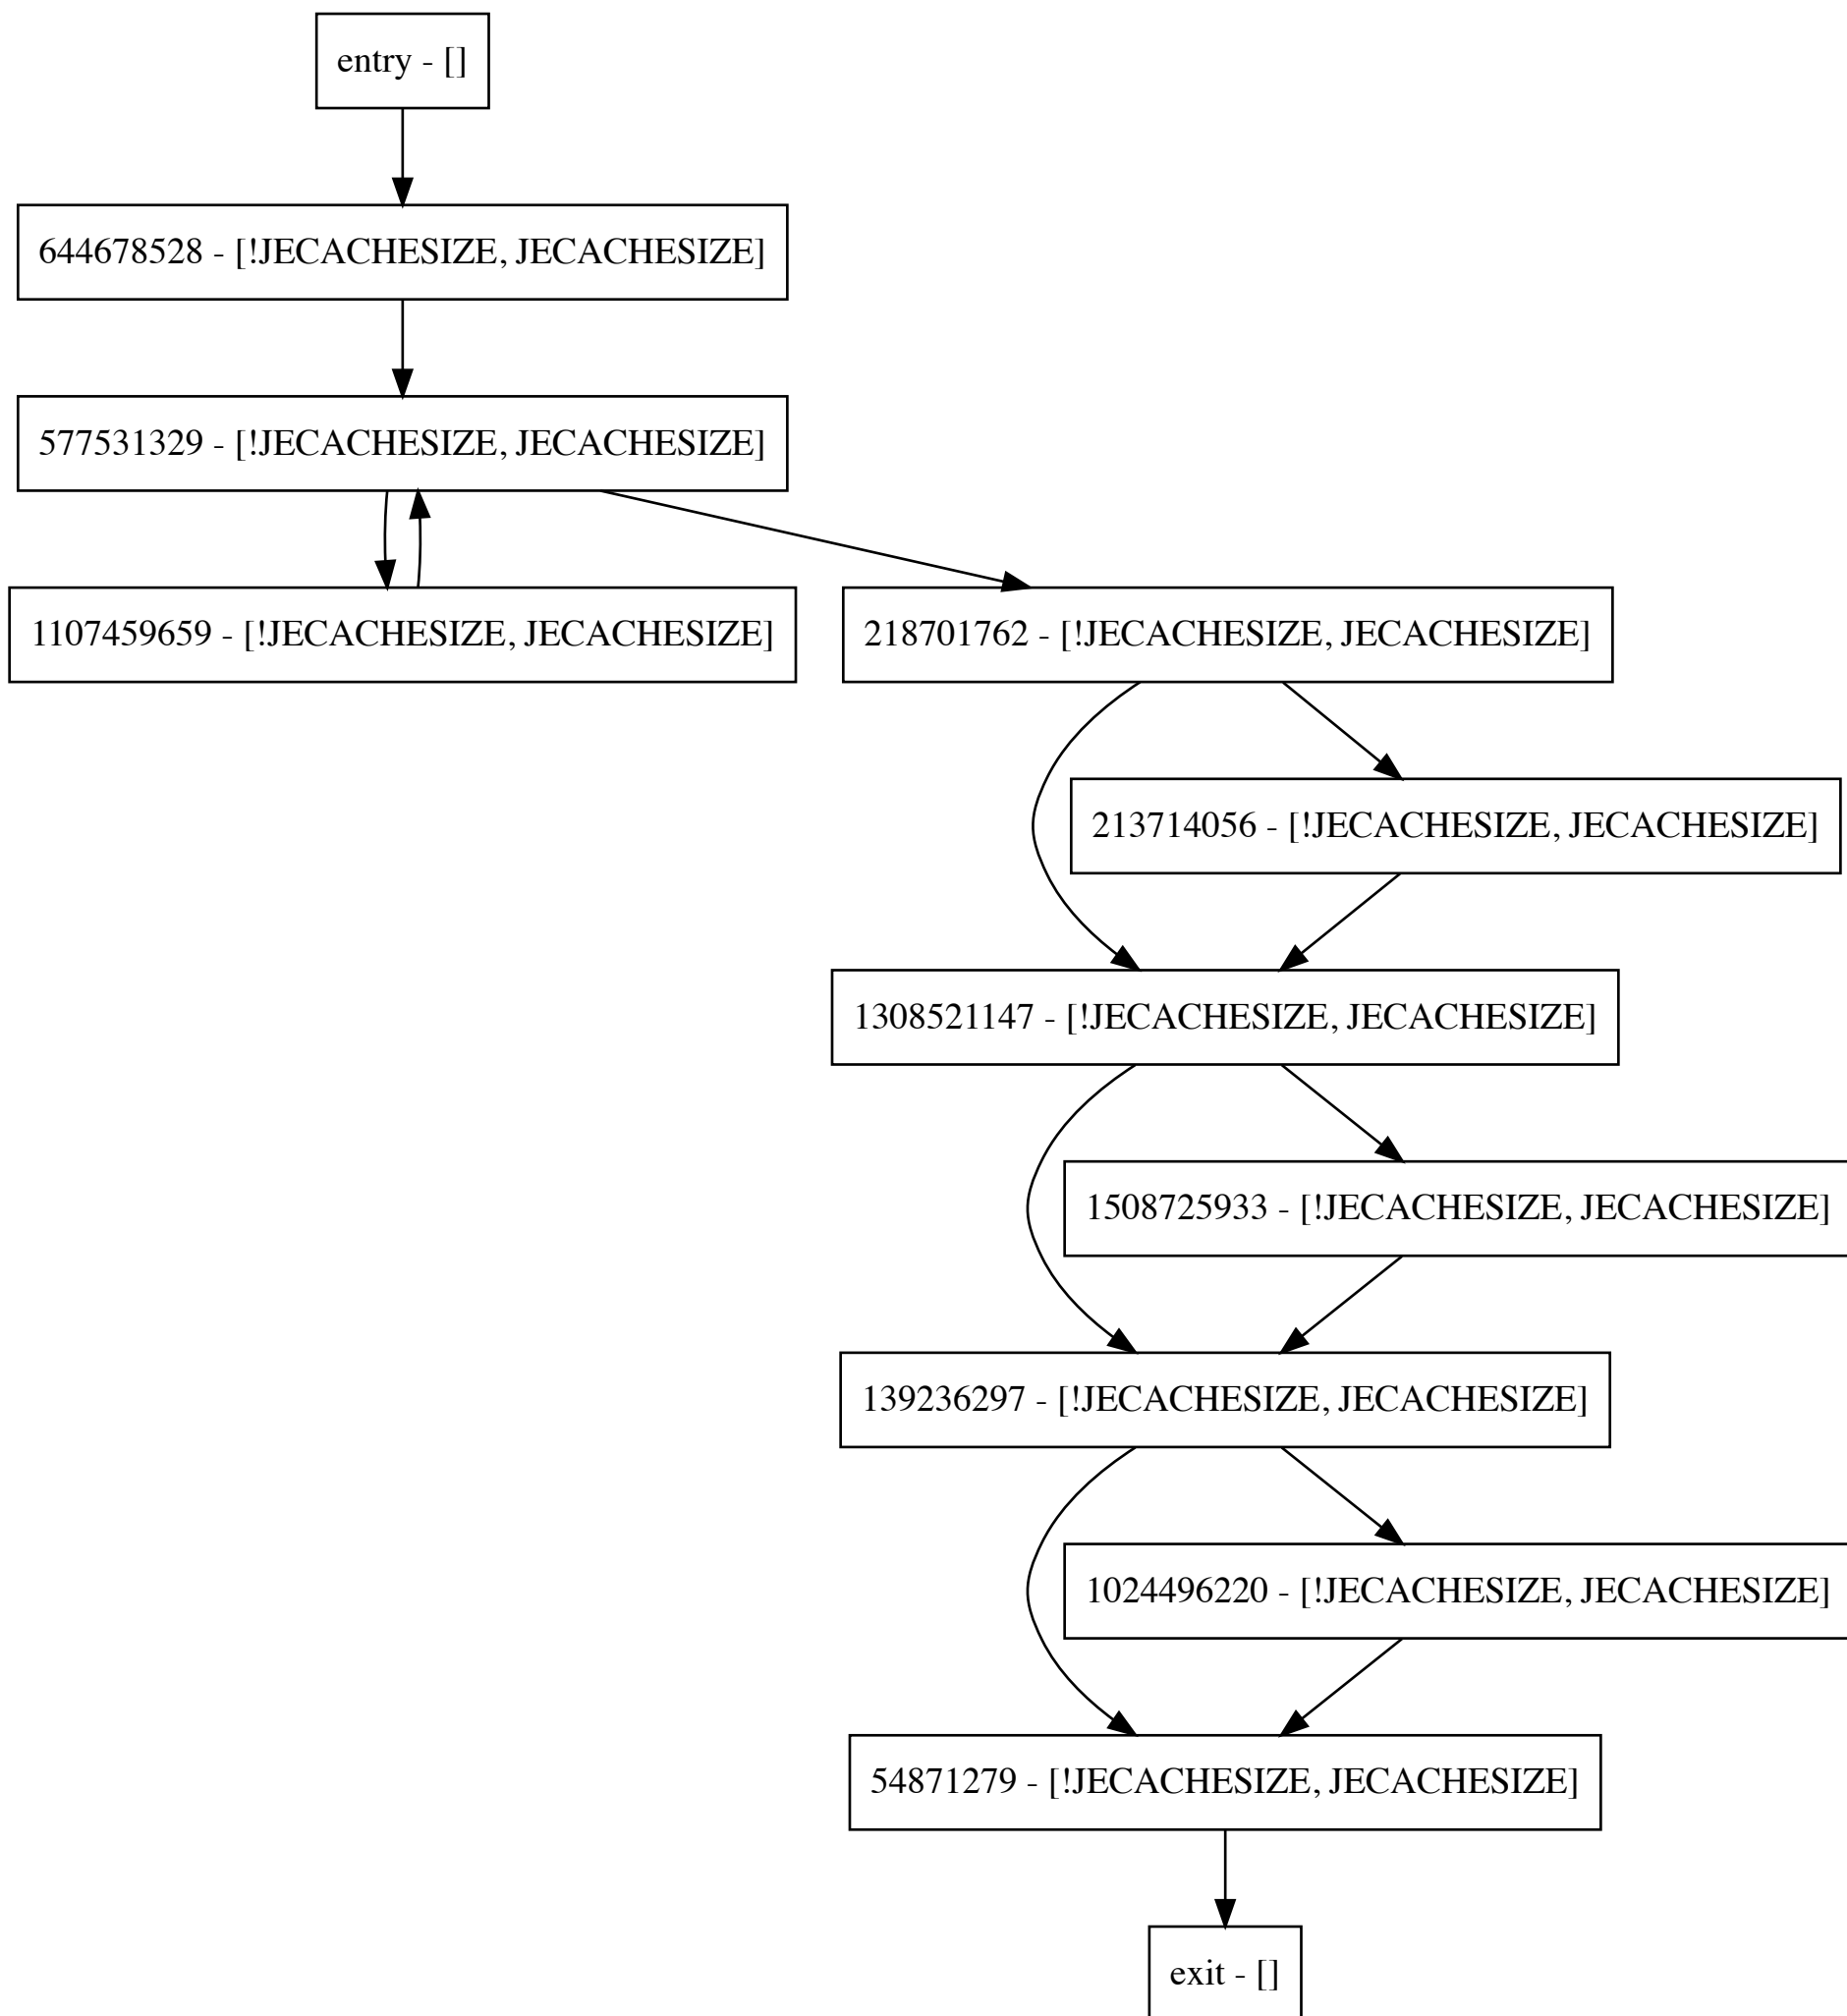 entry - []
644678528 - [!JECACHESIZE, JECACHESIZE]
577531329 - [!JECACHESIZE, JECACHESIZE]
1107459659 - [!JECACHESIZE, JECACHESIZE]
218701762 - [!JECACHESIZE, JECACHESIZE]
213714056 - [!JECACHESIZE, JECACHESIZE]
1308521147 - [!JECACHESIZE, JECACHESIZE]
1508725933 - [!JECACHESIZE, JECACHESIZE]
139236297 - [!JECACHESIZE, JECACHESIZE]
1024496220 - [!JECACHESIZE, JECACHESIZE]
54871279 - [!JECACHESIZE, JECACHESIZE]
exit - []